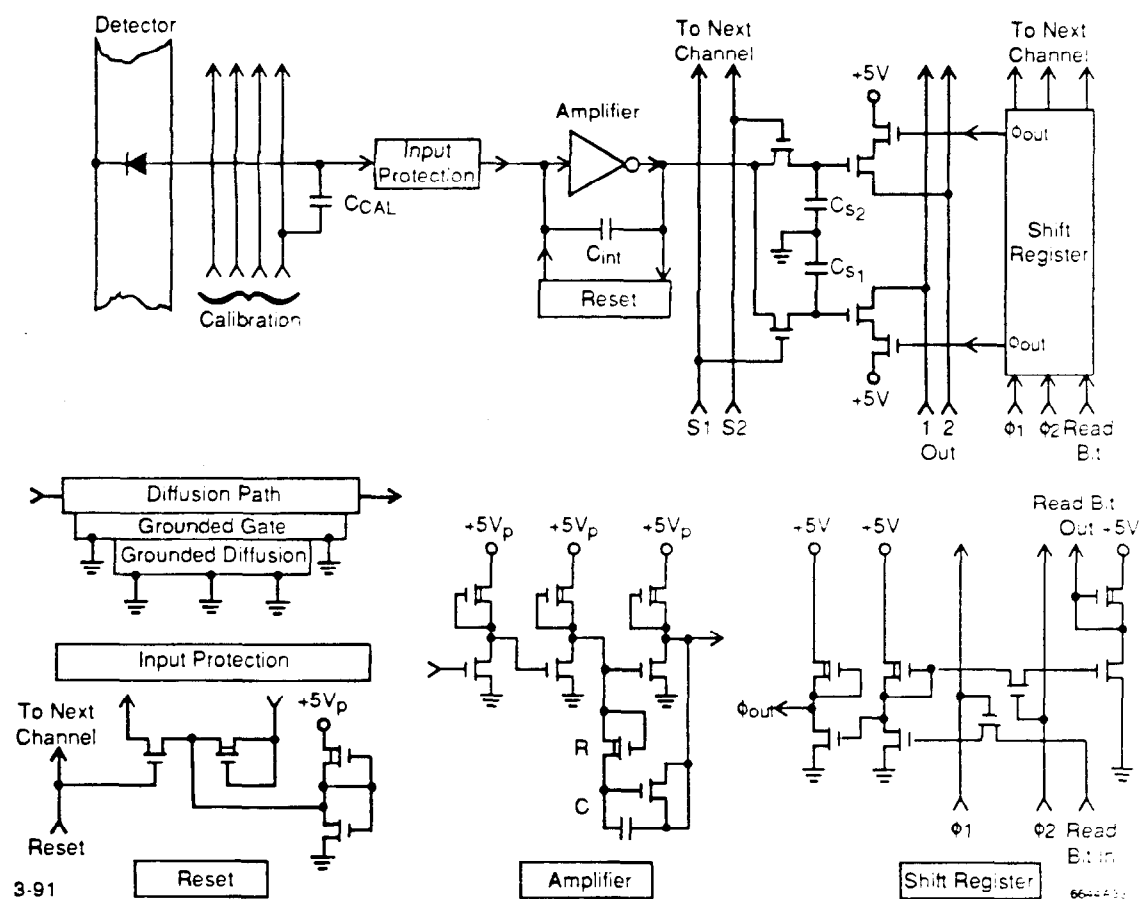 Detector
To Next
Channel
To Next
Channel
+5V
Amplifier
Φout
Input
Protection
CCAL
CS2
Cint
Shift
Register
CS1
Reset
Calibration
Φout
+5V
S1 S2
1 2
Out
Φ1 Φ2 Read
Bit
Diffusion Path
Grounded Gate
Grounded Diffusion
Input Protection
+5Vp +5Vp +5Vp
+5V +5V
Read Bit
Out +5V
To Next
Channel
+5Vp
Φout
R
C
Reset
Φ1 Φ2 Read
Bit In
Reset
Amplifier
Shift Register
3-91